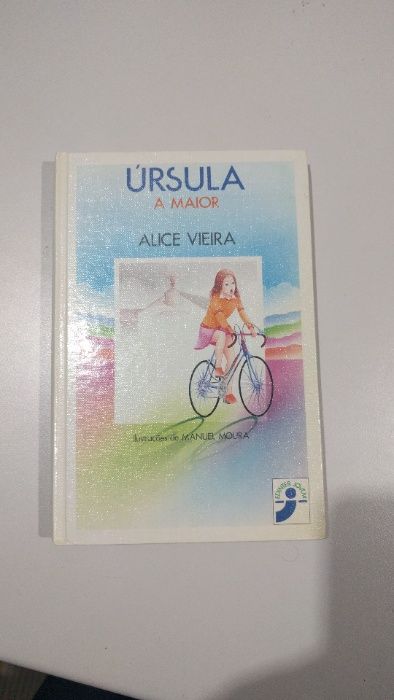 ÚRSULA
A MAIOR
ALICE VIEIRA
ilustrações de MANUEL MOURA